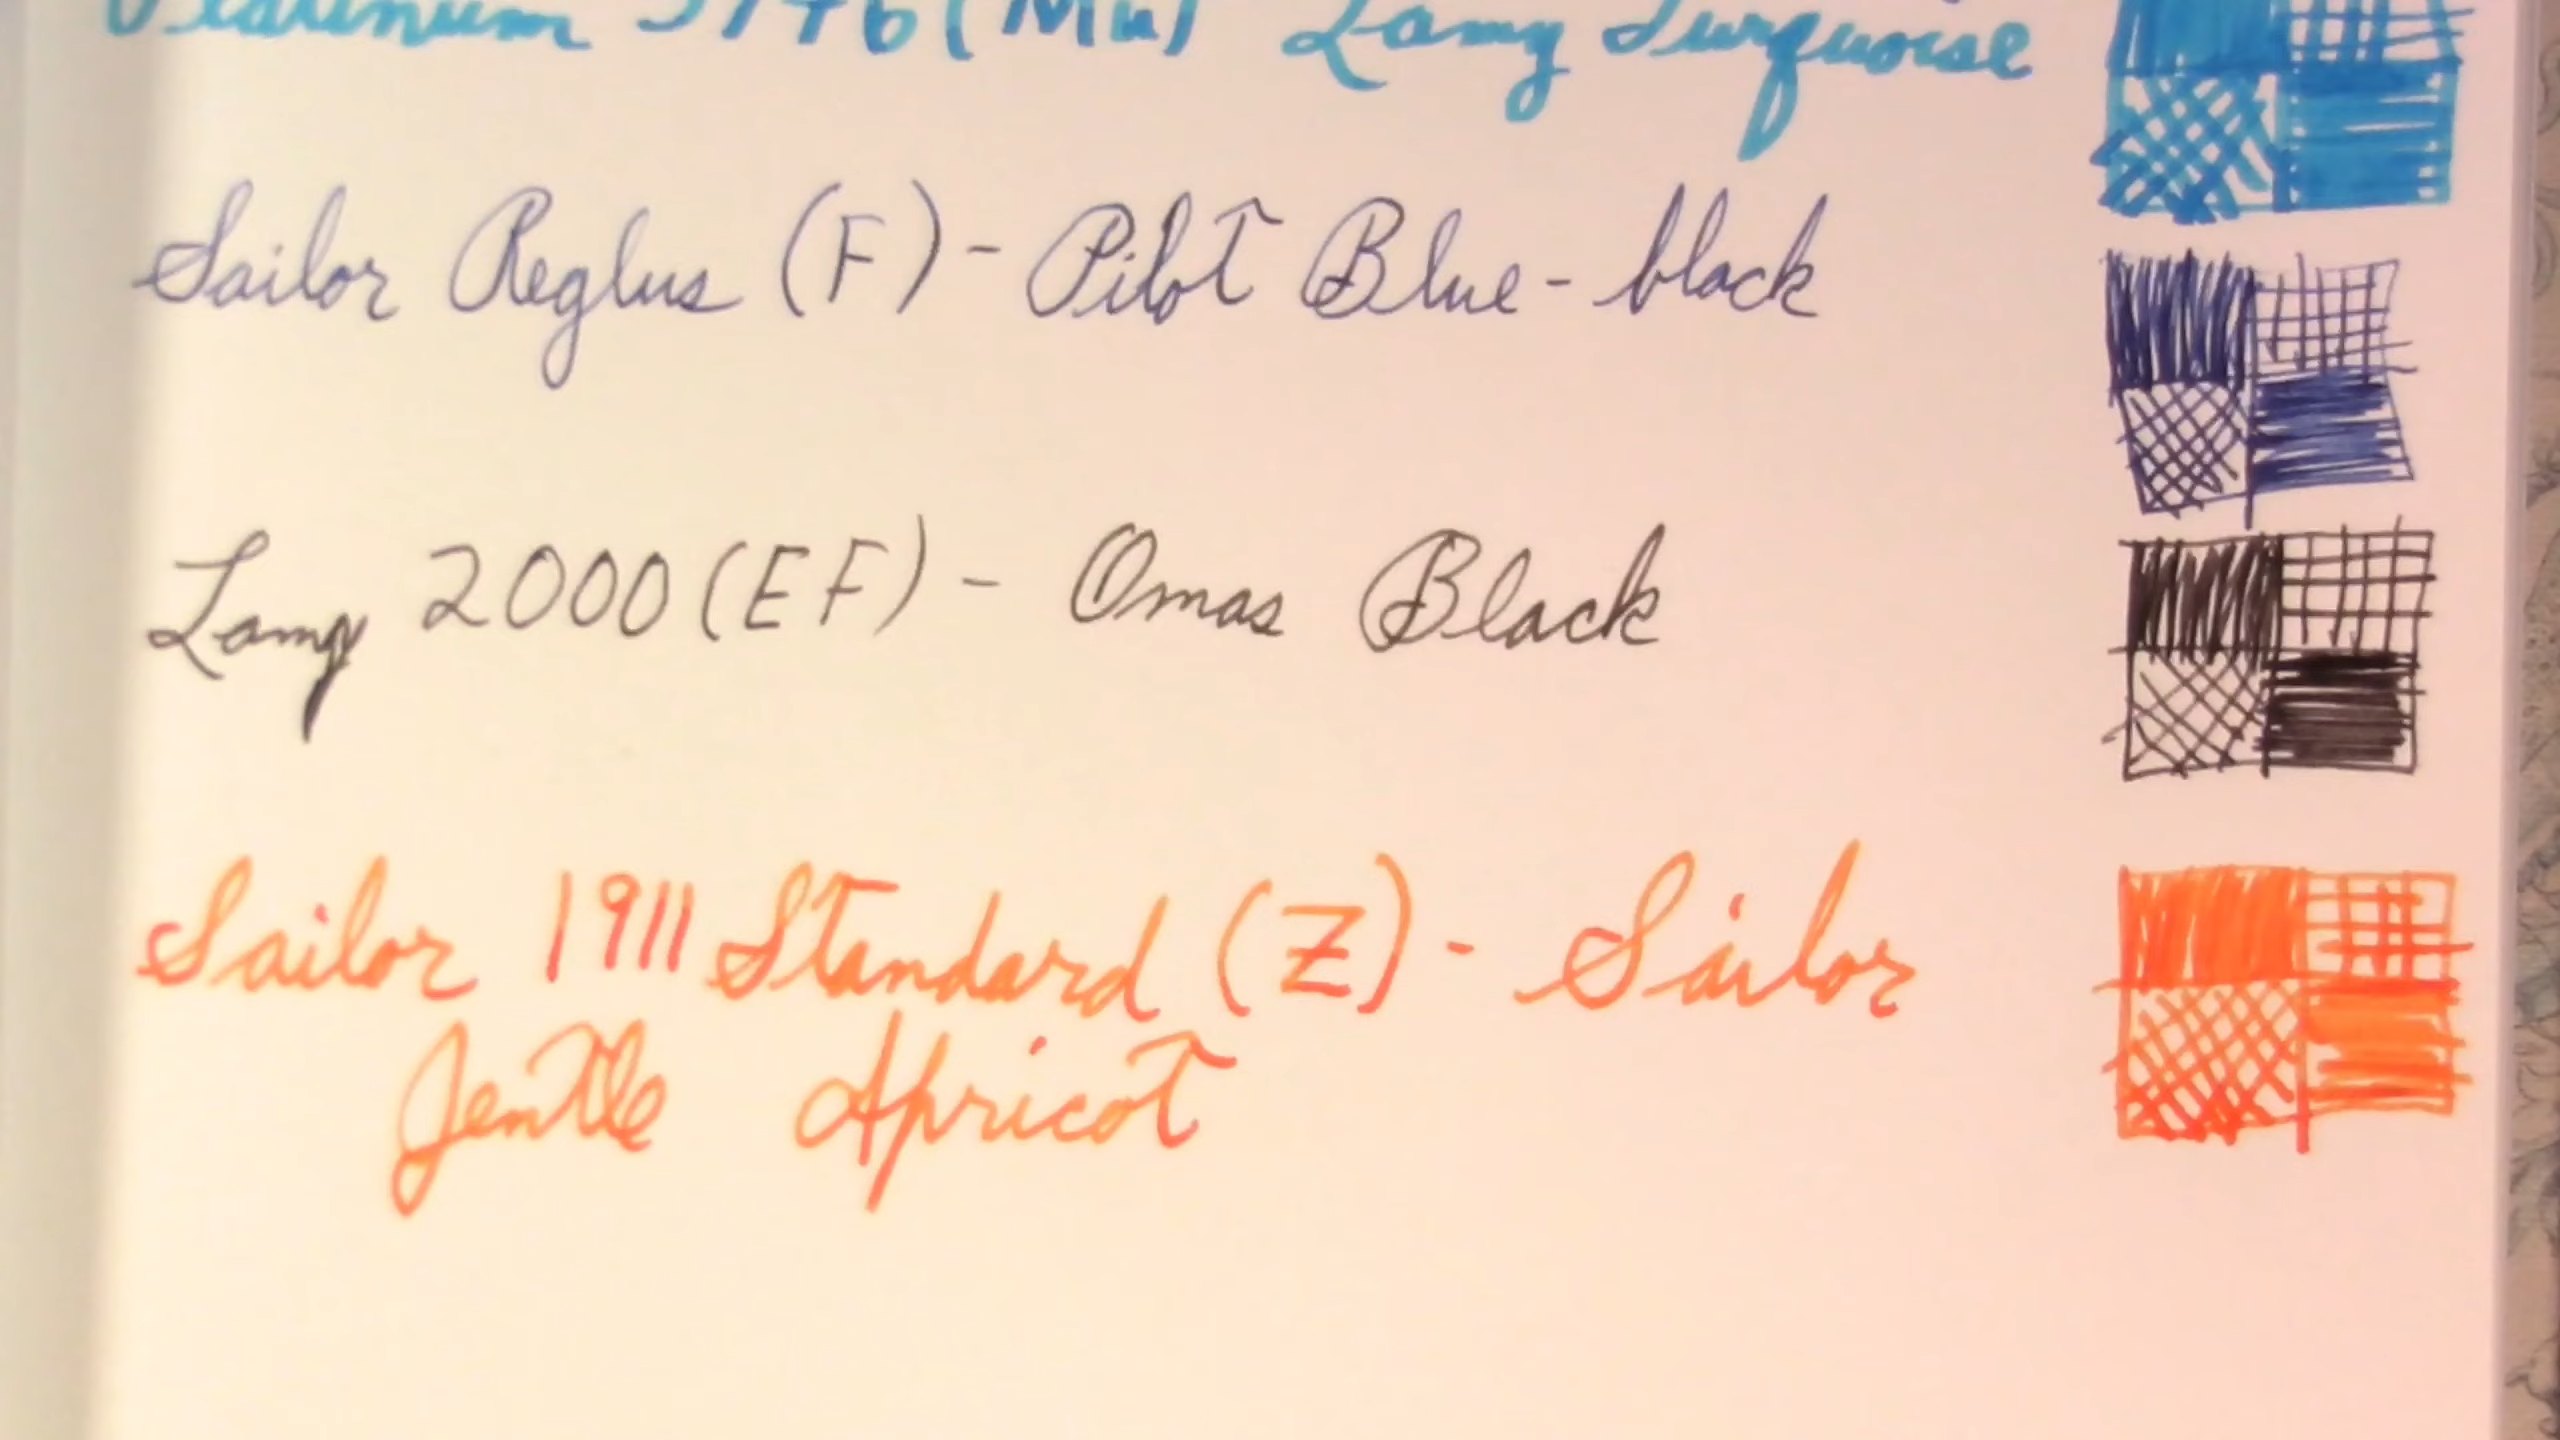 Platinum 3776 (Mu) Lamy Turquoise
Sailor Reglus (F) - Pilot Blue-black
Lamy 2000 (EF) - Omas Black
Sailor 1911 Standard (Z) - Sailor
Jentle Apricot